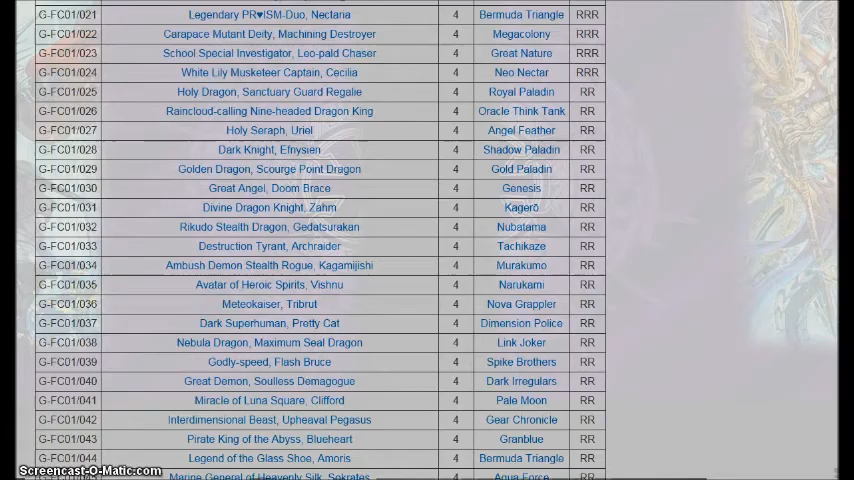 G-FC01/021 Legendary PR♥ISM-Duo, Nectaria 4 Bermuda Triangle RRR
G-FC01/022 Carapace Mutant Deity, Machining Destroyer 4 Megacolony RRR
G-FC01/023 School Special Investigator, Leo-pald Chaser 4 Great Nature RRR
G-FC01/024 White Lily Musketeer Captain, Cecilia 4 Neo Nectar RRR
G-FC01/025 Holy Dragon, Sanctuary Guard Regalie 4 Royal Paladin RR
G-FC01/026 Raincloud-calling Nine-headed Dragon King 4 Oracle Think Tank RR
G-FC01/027 Holy Seraph, Uriel 4 Angel Feather RR
G-FC01/028 Dark Knight, Efnysien 4 Shadow Paladin RR
G-FC01/029 Golden Dragon, Scourge Point Dragon 4 Gold Paladin RR
G-FC01/030 Great Angel, Doom Brace 4 Genesis RR
G-FC01/031 Divine Dragon Knight, Zahm 4 Kagerō RR
G-FC01/032 Rikudo Stealth Dragon, Gedatsurakan 4 Nubatama RR
G-FC01/033 Destruction Tyrant, Archraider 4 Tachikaze RR
G-FC01/034 Ambush Demon Stealth Rogue, Kagamijishi 4 Murakumo RR
G-FC01/035 Avatar of Heroic Spirits, Vishnu 4 Narukami RR
G-FC01/036 Meteokaiser, Tribrut 4 Nova Grappler RR
G-FC01/037 Dark Superhuman, Pretty Cat 4 Dimension Police RR
G-FC01/038 Nebula Dragon, Maximum Seal Dragon 4 Link Joker RR
G-FC01/039 Godly-speed, Flash Bruce 4 Spike Brothers RR
G-FC01/040 Great Demon, Soulless Demagogue 4 Dark Irregulars RR
G-FC01/041 Miracle of Luna Square, Clifford 4 Pale Moon RR
G-FC01/042 Interdimensional Beast, Upheaval Pegasus 4 Gear Chronicle RR
G-FC01/043 Pirate King of the Abyss, Blueheart 4 Granblue RR
G-FC01/044 Legend of the Glass Shoe, Amoris 4 Bermuda Triangle RR
G-FC01/045 Marine General of Heavenly Silk, Sokrates 4 Aqua Force RR
Screencast-O-Matic.com